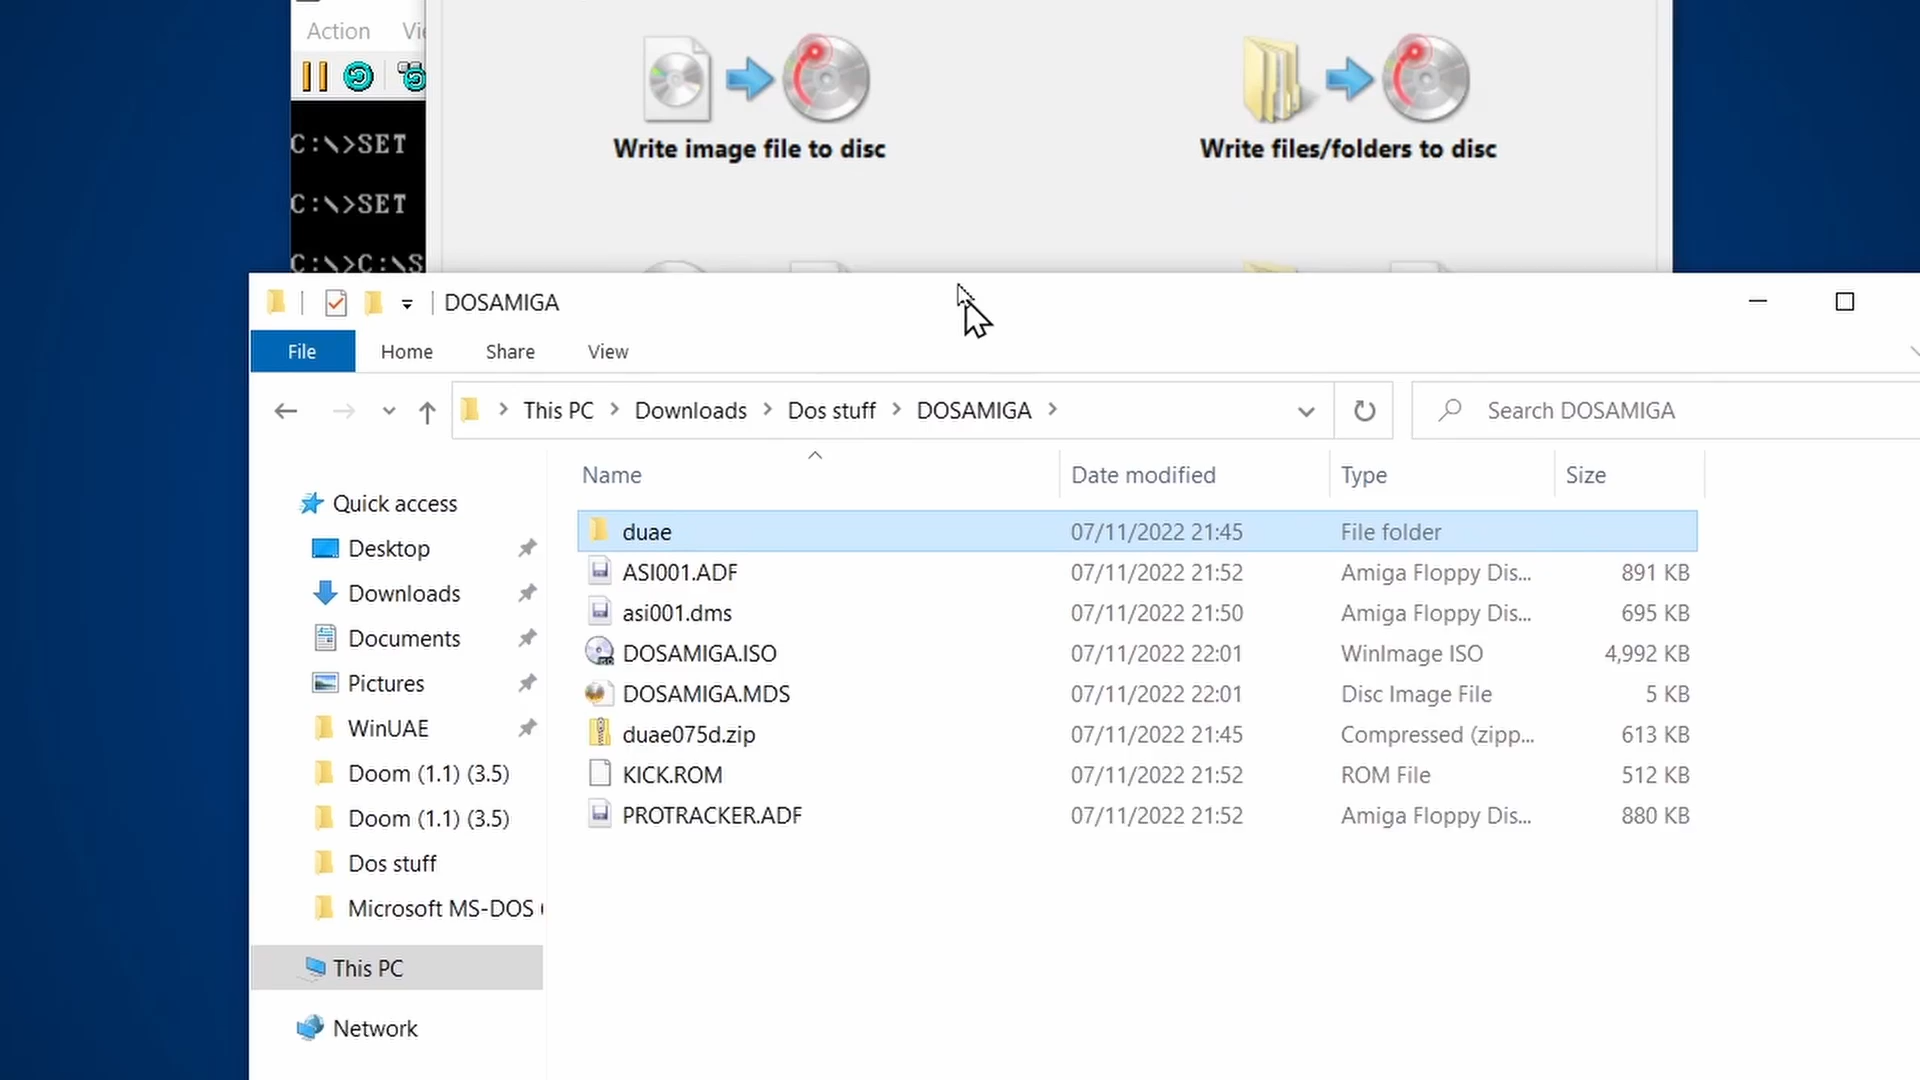 Action
C:\>SET
C:\>SET
C:\>C:\S
Write image file to disc
Write files/folders to disc
DOSAMIGA
File
Home
Share
View
This PC
Downloads
Dos stuff
DOSAMIGA
Search DOSAMIGA
Quick access
Desktop
Downloads
Documents
Pictures
WinUAE
Doom (1.1) (3.5)
Doom (1.1) (3.5)
Dos stuff
Microsoft MS-DOS
This PC
Network
Name Date modified Type Size
duae 07/11/2022 21:45 File folder
ASI001.ADF 07/11/2022 21:52 Amiga Floppy Dis... 891 KB
asi001.dms 07/11/2022 21:50 Amiga Floppy Dis... 695 KB
DOSAMIGA.ISO 07/11/2022 22:01 WinImage ISO 4,992 KB
DOSAMIGA.MDS 07/11/2022 22:01 Disc Image File 5 KB
duae075d.zip 07/11/2022 21:45 Compressed (zipp... 613 KB
KICK.ROM 07/11/2022 21:52 ROM File 512 KB
PROTRACKER.ADF 07/11/2022 21:52 Amiga Floppy Dis... 880 KB